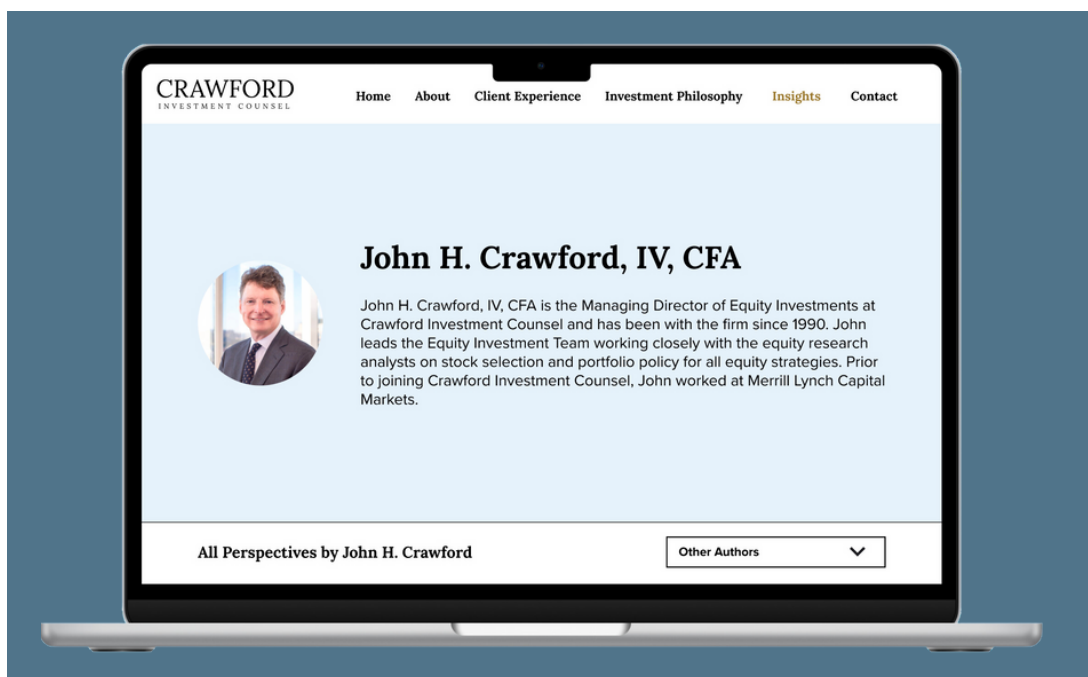 CRAWFORD
INVESTMENT COUNSEL
Home About Client Experience Investment Philosophy Insights Contact
John H. Crawford, IV, CFA
John H. Crawford, IV, CFA is the Managing Director of Equity Investments at
Crawford Investment Counsel and has been with the firm since 1990. John
leads the Equity Investment Team working closely with the equity research
analysts on stock selection and portfolio policy for all equity strategies. Prior
to joining Crawford Investment Counsel, John worked at Merrill Lynch Capital
Markets.
All Perspectives by John H. Crawford
Other Authors